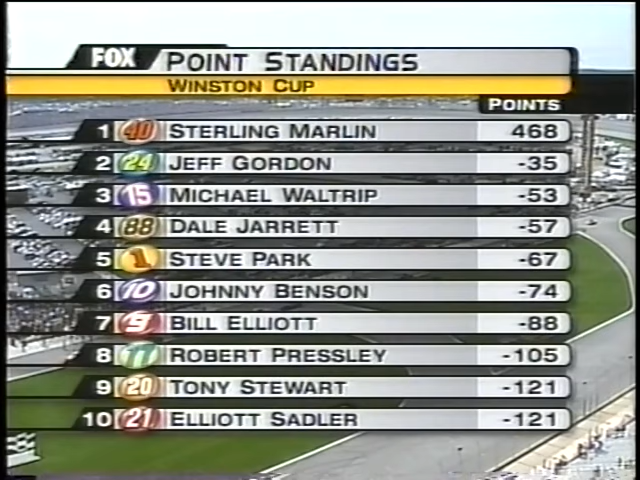 FOX POINT STANDINGS
WINSTON CUP
POINTS
1 40 STERLING MARLIN 468
2 24 JEFF GORDON -35
3 15 MICHAEL WALTRIP -53
4 88 DALE JARRETT -57
5 1 STEVE PARK -67
6 10 JOHNNY BENSON -74
7 9 BILL ELLIOTT -88
8 77 ROBERT PRESSLEY -105
9 20 TONY STEWART -121
10 21 ELLIOTT SADLER -121